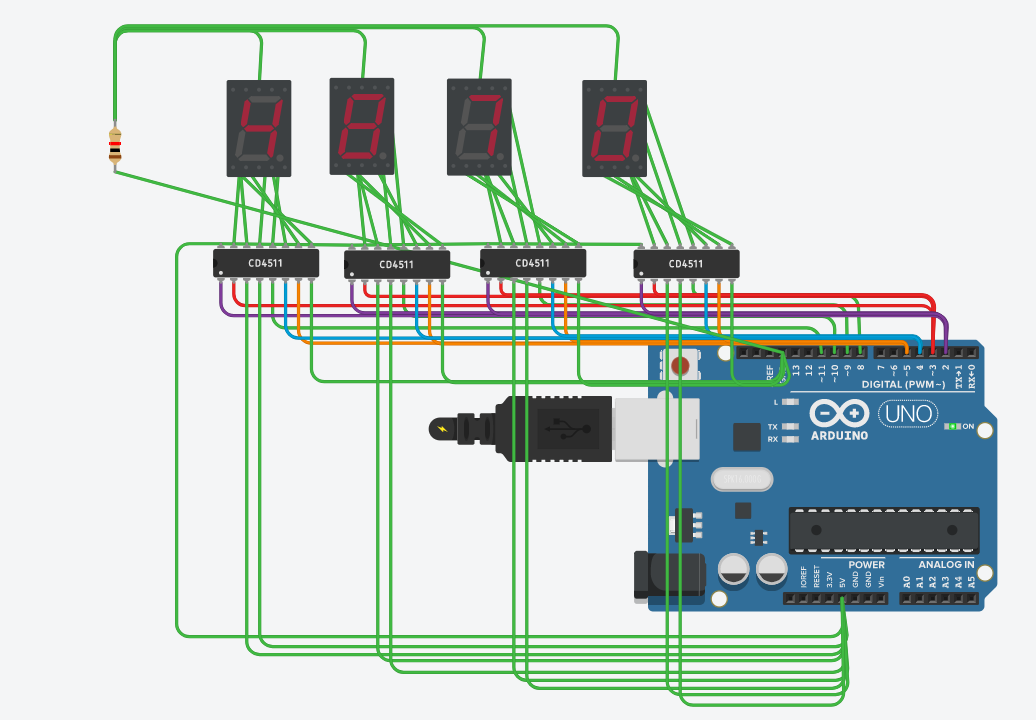 CD4511
CD4511
CD4511
CD4511
REF
13
12
~11
~10
~9
8
7
~6
~5
4
~3
2
TX→1
RX←0
DIGITAL (PWM~)
L
TX
RX
ARDUINO
UNO
ON
POWER
ANALOG IN
IOREF
RESET
3.3V
5V
GND
GND
Vin
A0
A1
A2
A3
A4
A5